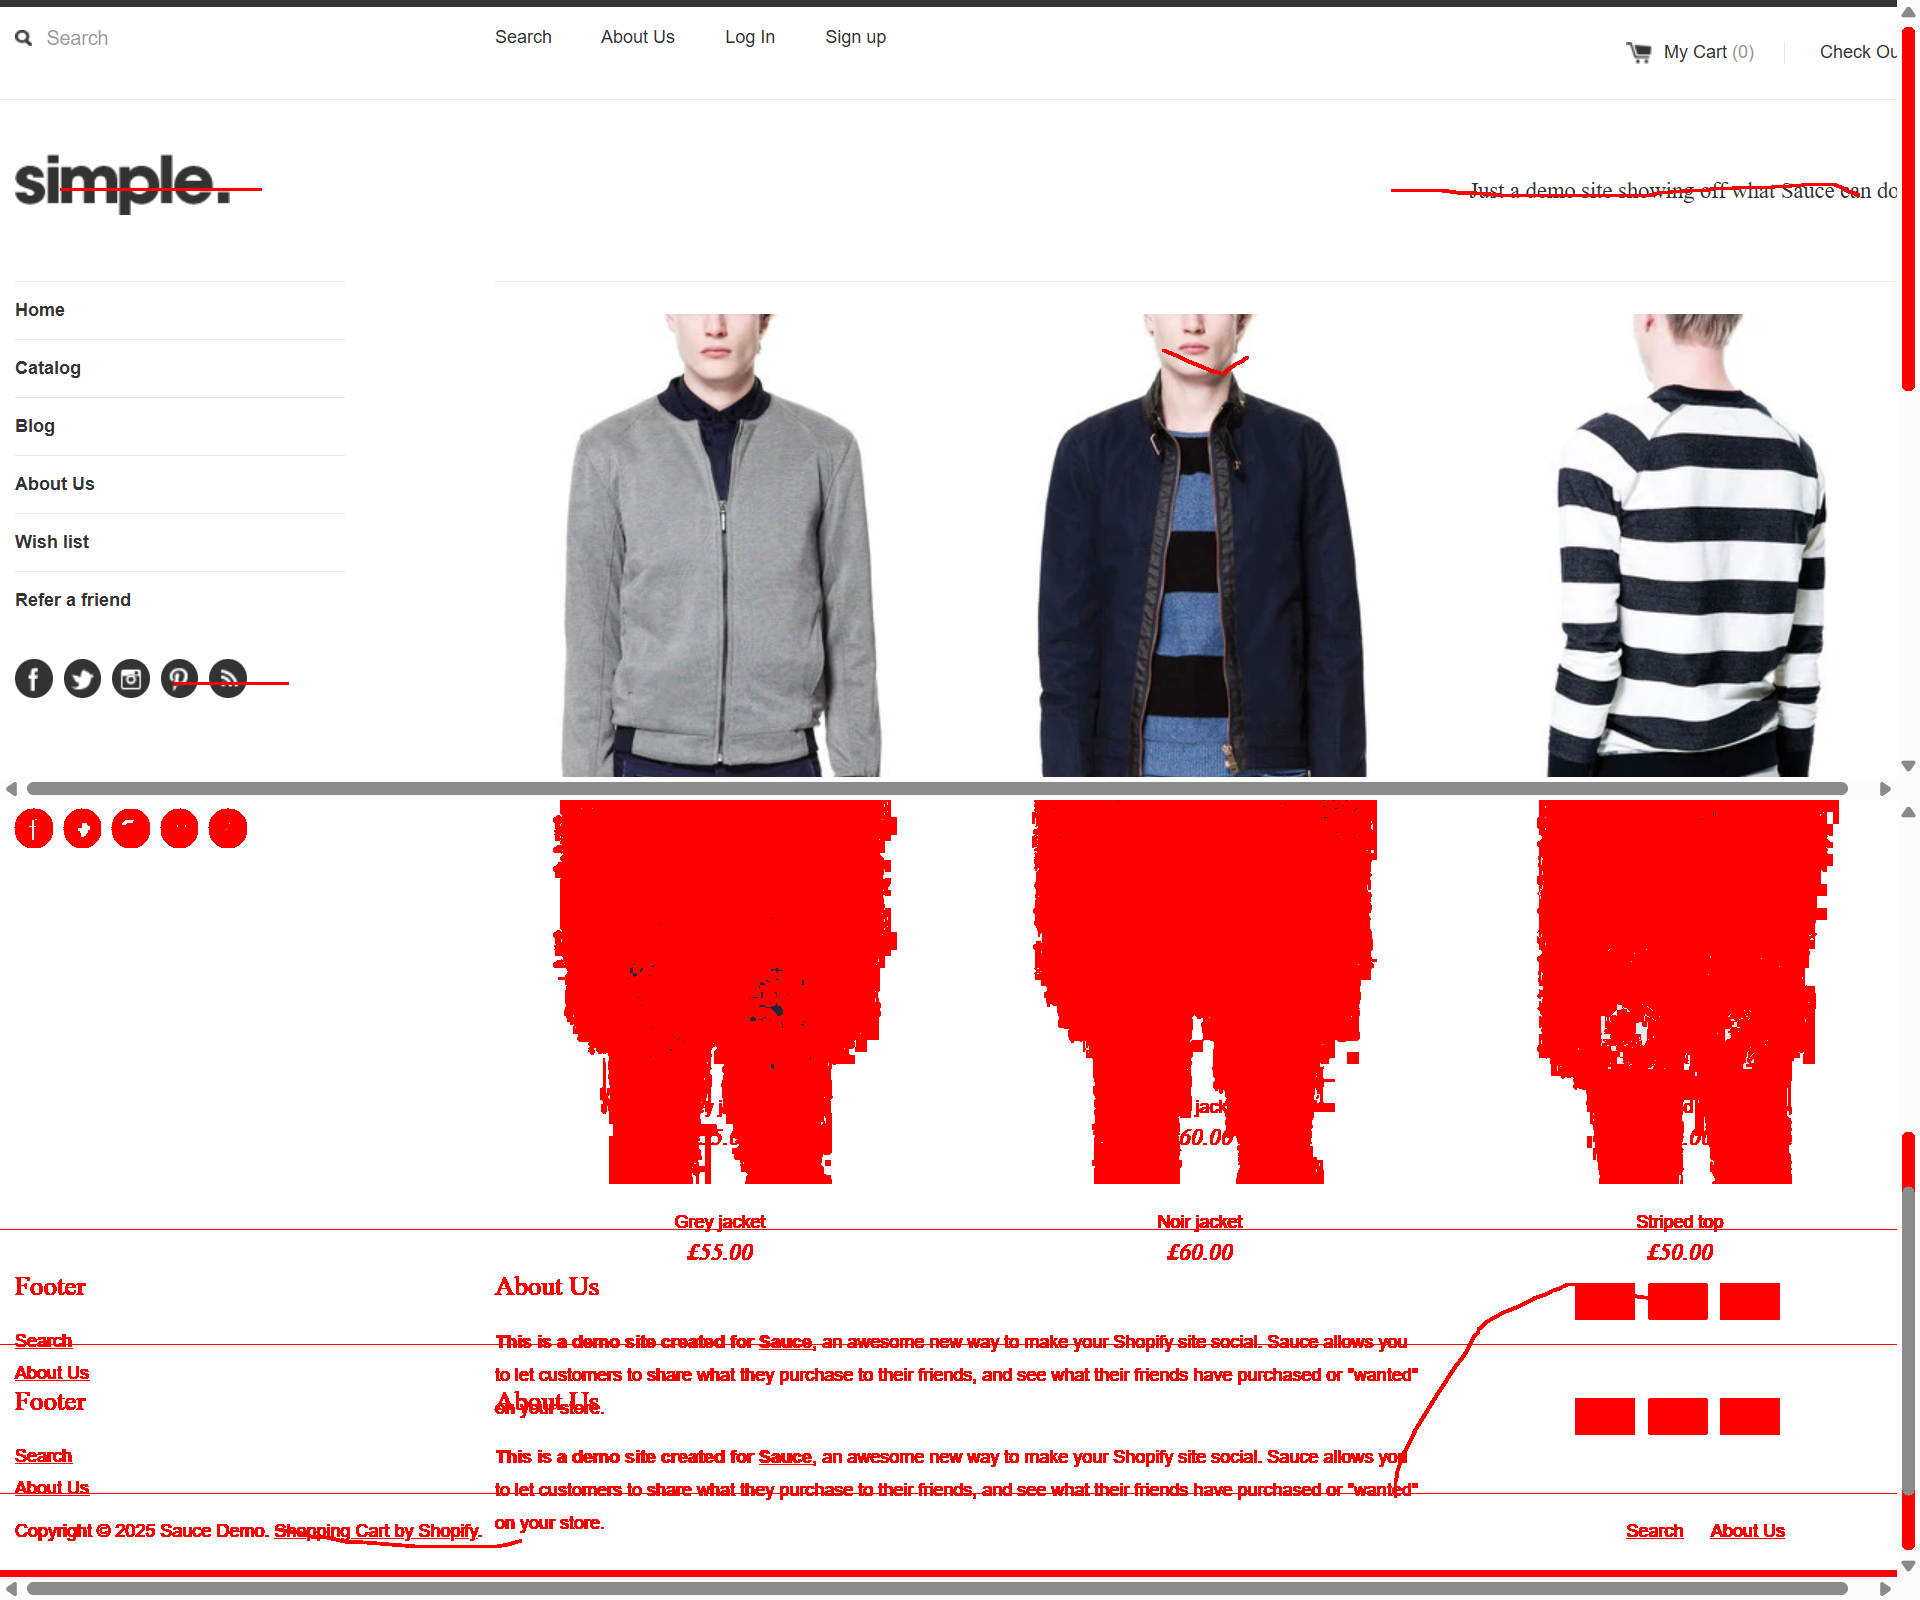 Search
Search
About Us
Log In
Sign up
My Cart (0)
Check Ou
simple.
Just a demo site showing off what Sauce can do
Home
Catalog
Blog
About Us
Wish list
Refer a friend
jack
60.00
Grey jacket
Noir jacket
Striped top
£55.00
£60.00
£50.00
Footer
About Us
Search
This is a demo site created for Sauce, an awesome new way to make your Shopify site social. Sauce allows you
About Us
to let customers to share what they purchase to their friends, and see what their friends have purchased or "wanted"
Footer
About Us
on your store.
Search
This is a demo site created for Sauce, an awesome new way to make your Shopify site social. Sauce allows you
About Us
to let customers to share what they purchase to their friends, and see what their friends have purchased or "wanted"
on your store.
Copyright © 2025 Sauce Demo. Shopping Cart by Shopify.
Search
About Us